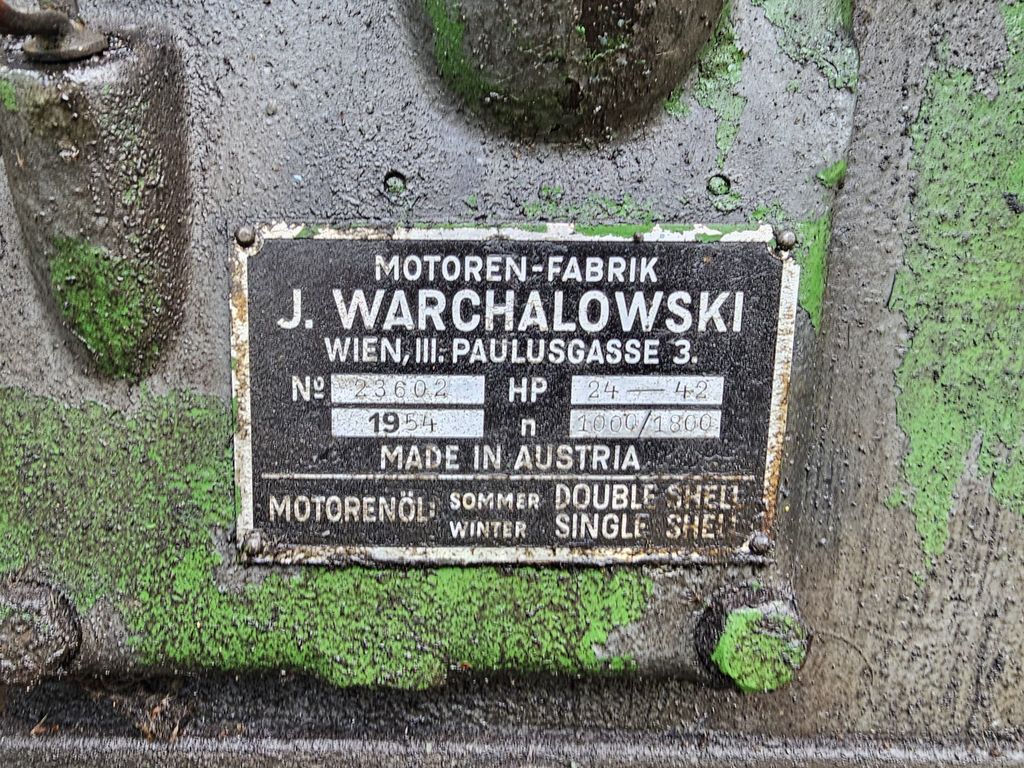 MOTOREN-FABRIK
J. WARCHALOWSKI
WIEN, III. PAULUSGASSE 3.
Nº 23602 HP 24—42
1954 n 1000/1800
MADE IN AUSTRIA
MOTORENÖL: SOMMER DOUBLE SHELL
WINTER SINGLE SHELL